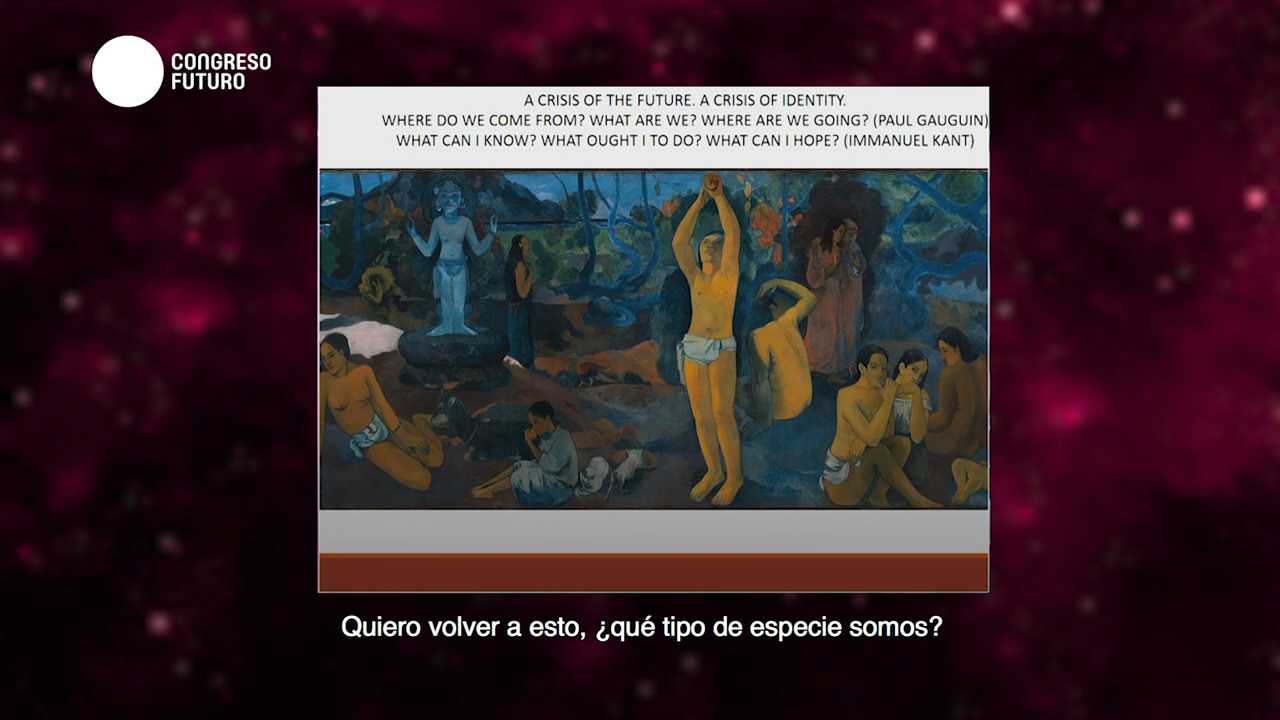 CONGRESO
FUTURO
A CRISIS OF THE FUTURE. A CRISIS OF IDENTITY.
WHERE DO WE COME FROM? WHAT ARE WE? WHERE ARE WE GOING? (PAUL GAUGUIN)
WHAT CAN I KNOW? WHAT OUGHT I TO DO? WHAT CAN I HOPE? (IMMANUEL KANT)
Quiero volver a esto, ¿qué tipo de especie somos?